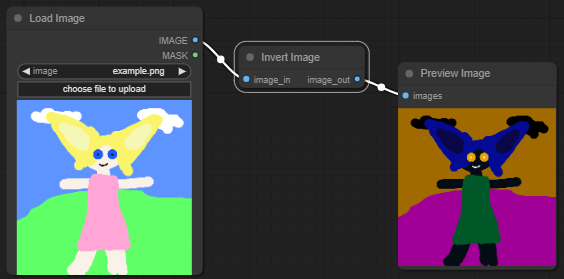 Load Image
IMAGE
MASK
image example.png
choose file to upload
Invert Image
image_in image_out
Preview Image
images